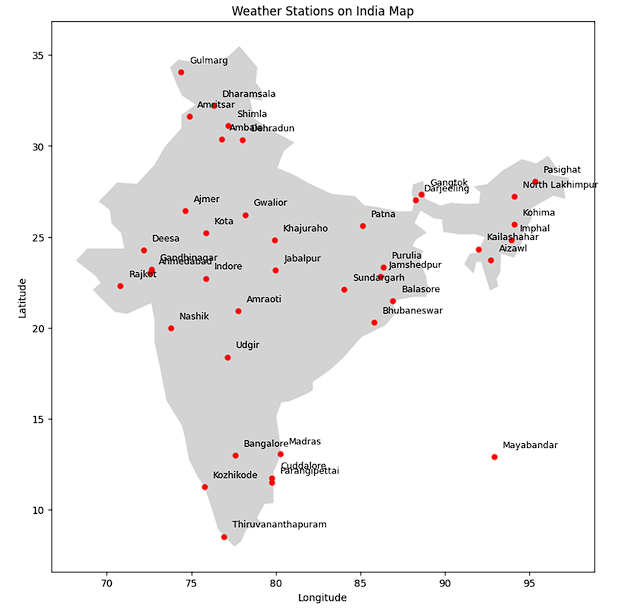 Weather Stations on India Map
35
Gulmarg
Dharamsala
Amritsar
Shimla
Ambala
Dehradun
30
Pasighat
Gangtok
North Lakhimpur
Darjeeling
Ajmer
Gwalior
Patna
Kohima
Kota
Khajuraho
Imphal
25
Deesa
Kailashahar
Aizawl
Gandhinagar
Purulia
Ahmedabad
Indore
Jabalpur
Jamshedpur
Rajkot
Sundargarh
Balasore
Amraoti
Bhubaneswar
Latitude
Nashik
20
Udgir
15
Bangalore
Madras
Mayabandar
Cuddalore
Parangipettai
Kozhikode
10
Thiruvananthapuram
70 75 80 85 90 95
Longitude